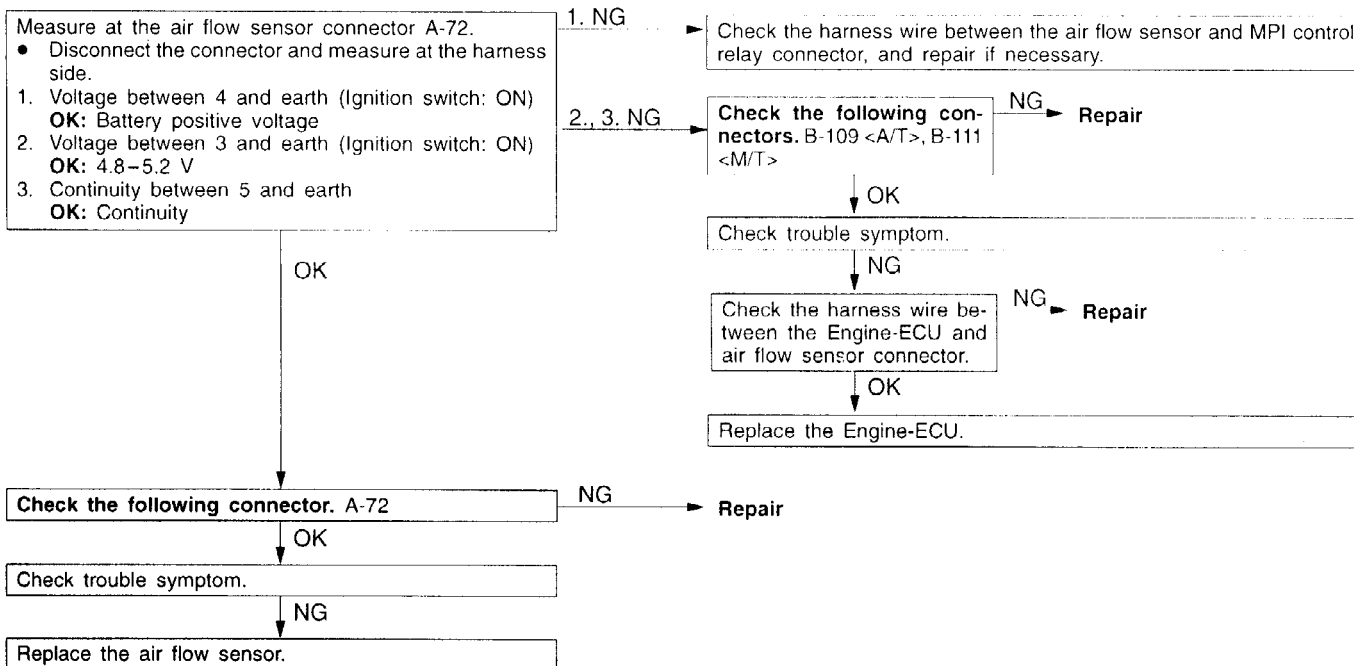 Measure at the air flow sensor connector A-72.
● Disconnect the connector and measure at the harness
side.
1. Voltage between 4 and earth (Ignition switch: ON)
OK: Battery positive voltage
2. Voltage between 3 and earth (Ignition switch: ON)
OK: 4.8–5.2 V
3. Continuity between 5 and earth
OK: Continuity
1. NG
Check the harness wire between the air flow sensor and MPI control
relay connector, and repair if necessary.
2., 3. NG
Check the following con-
nectors. B-109 <A/T>, B-111
<M/T>
NG
Repair
OK
Check trouble symptom.
NG
Check the harness wire be-
tween the Engine-ECU and
air flow sensor connector.
NG
Repair
OK
Replace the Engine-ECU.
OK
Check the following connector. A-72
NG
Repair
OK
Check trouble symptom.
NG
Replace the air flow sensor.